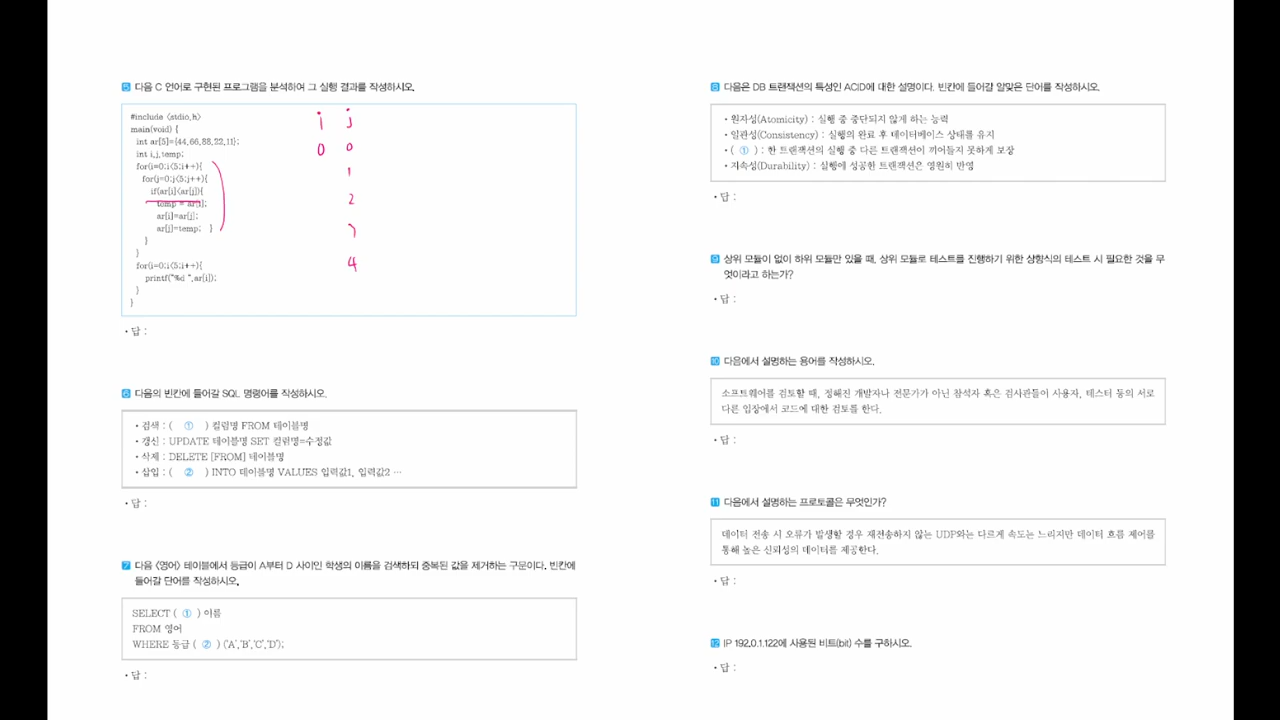 5 다음 C 언어로 구현된 프로그램을 분석하여 그 실행 결과를 작성하시오.
#include <stdio.h>
main(void) {
int ar[5]={44,66,88,22,11};
int i,j,temp;
for(i=0;i<5;i++){
for(j=0;j<5;j++){
if(ar[i]<ar[j]){
temp = ar[i];
ar[i]=ar[j];
ar[j]=temp; }
}
}
for(i=0;i<5;i++){
printf("%d ",ar[i]);
}
}
i j
0 0
1
2
3
4
• 답 :
6 다음의 빈칸에 들어갈 SQL 명령어를 작성하시오.
• 검색 : ( ① ) 컬럼명 FROM 테이블명
• 갱신 : UPDATE 테이블명 SET 컬럼명=수정값
• 삭제 : DELETE [FROM] 테이블명
• 삽입 : ( ② ) INTO 테이블명 VALUES 입력값1, 입력값2 …
• 답 :
7 다음 <영어> 테이블에서 등급이 A부터 D 사이인 학생의 이름을 검색하되 중복된 값을 제거하는 구문이다. 빈칸에
들어갈 단어를 작성하시오.
SELECT ( ① ) 이름
FROM 영어
WHERE 등급 ( ② ) ('A','B','C','D');
• 답 :
8 다음은 DB 트랜잭션의 특성인 ACID에 대한 설명이다. 빈칸에 들어갈 알맞은 단어를 작성하시오.
• 원자성(Atomicity) : 실행 중 중단되지 않게 하는 능력
• 일관성(Consistency) : 실행의 완료 후 데이터베이스 상태를 유지
• ( ① ) : 한 트랜잭션의 실행 중 다른 트랜잭션이 끼어들지 못하게 보장
• 지속성(Durability) : 실행에 성공한 트랜잭션은 영원히 반영
• 답 :
9 상위 모듈이 없이 하위 모듈만 있을 때, 상위 모듈로 테스트를 진행하기 위한 상향식의 테스트 시 필요한 것을 무
엇이라고 하는가?
• 답 :
10 다음에서 설명하는 용어를 작성하시오.
소프트웨어를 검토할 때, 정해진 개발자나 전문가가 아닌 참석자 혹은 검사관들이 사용자, 테스터 등의 서로
다른 입장에서 코드에 대한 검토를 한다.
• 답 :
11 다음에서 설명하는 프로토콜은 무엇인가?
데이터 전송 시 오류가 발생할 경우 재전송하지 않는 UDP와는 다르게 속도는 느리지만 데이터 흐름 제어를
통해 높은 신뢰성의 데이터를 제공한다.
• 답 :
12 IP 192.0.1.122에 사용된 비트(bit) 수를 구하시오.
• 답 :